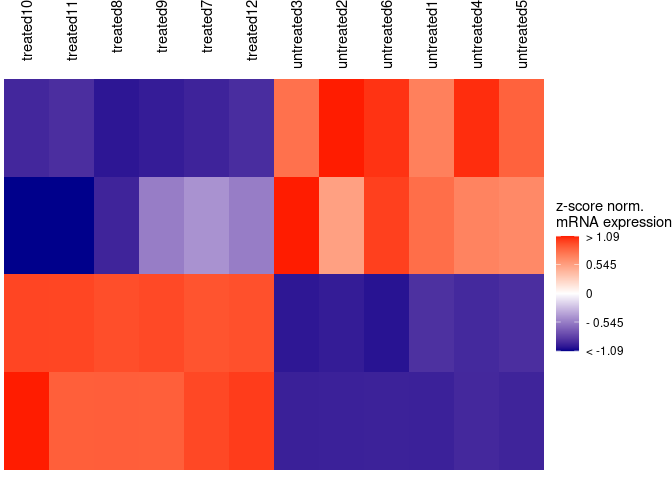 treated10
treated11
treated8
treated9
treated7
treated12
untreated3
untreated2
untreated6
untreated1
untreated4
untreated5
z-score norm.
mRNA expression
> 1.09
0.545
0
- 0.545
< -1.09